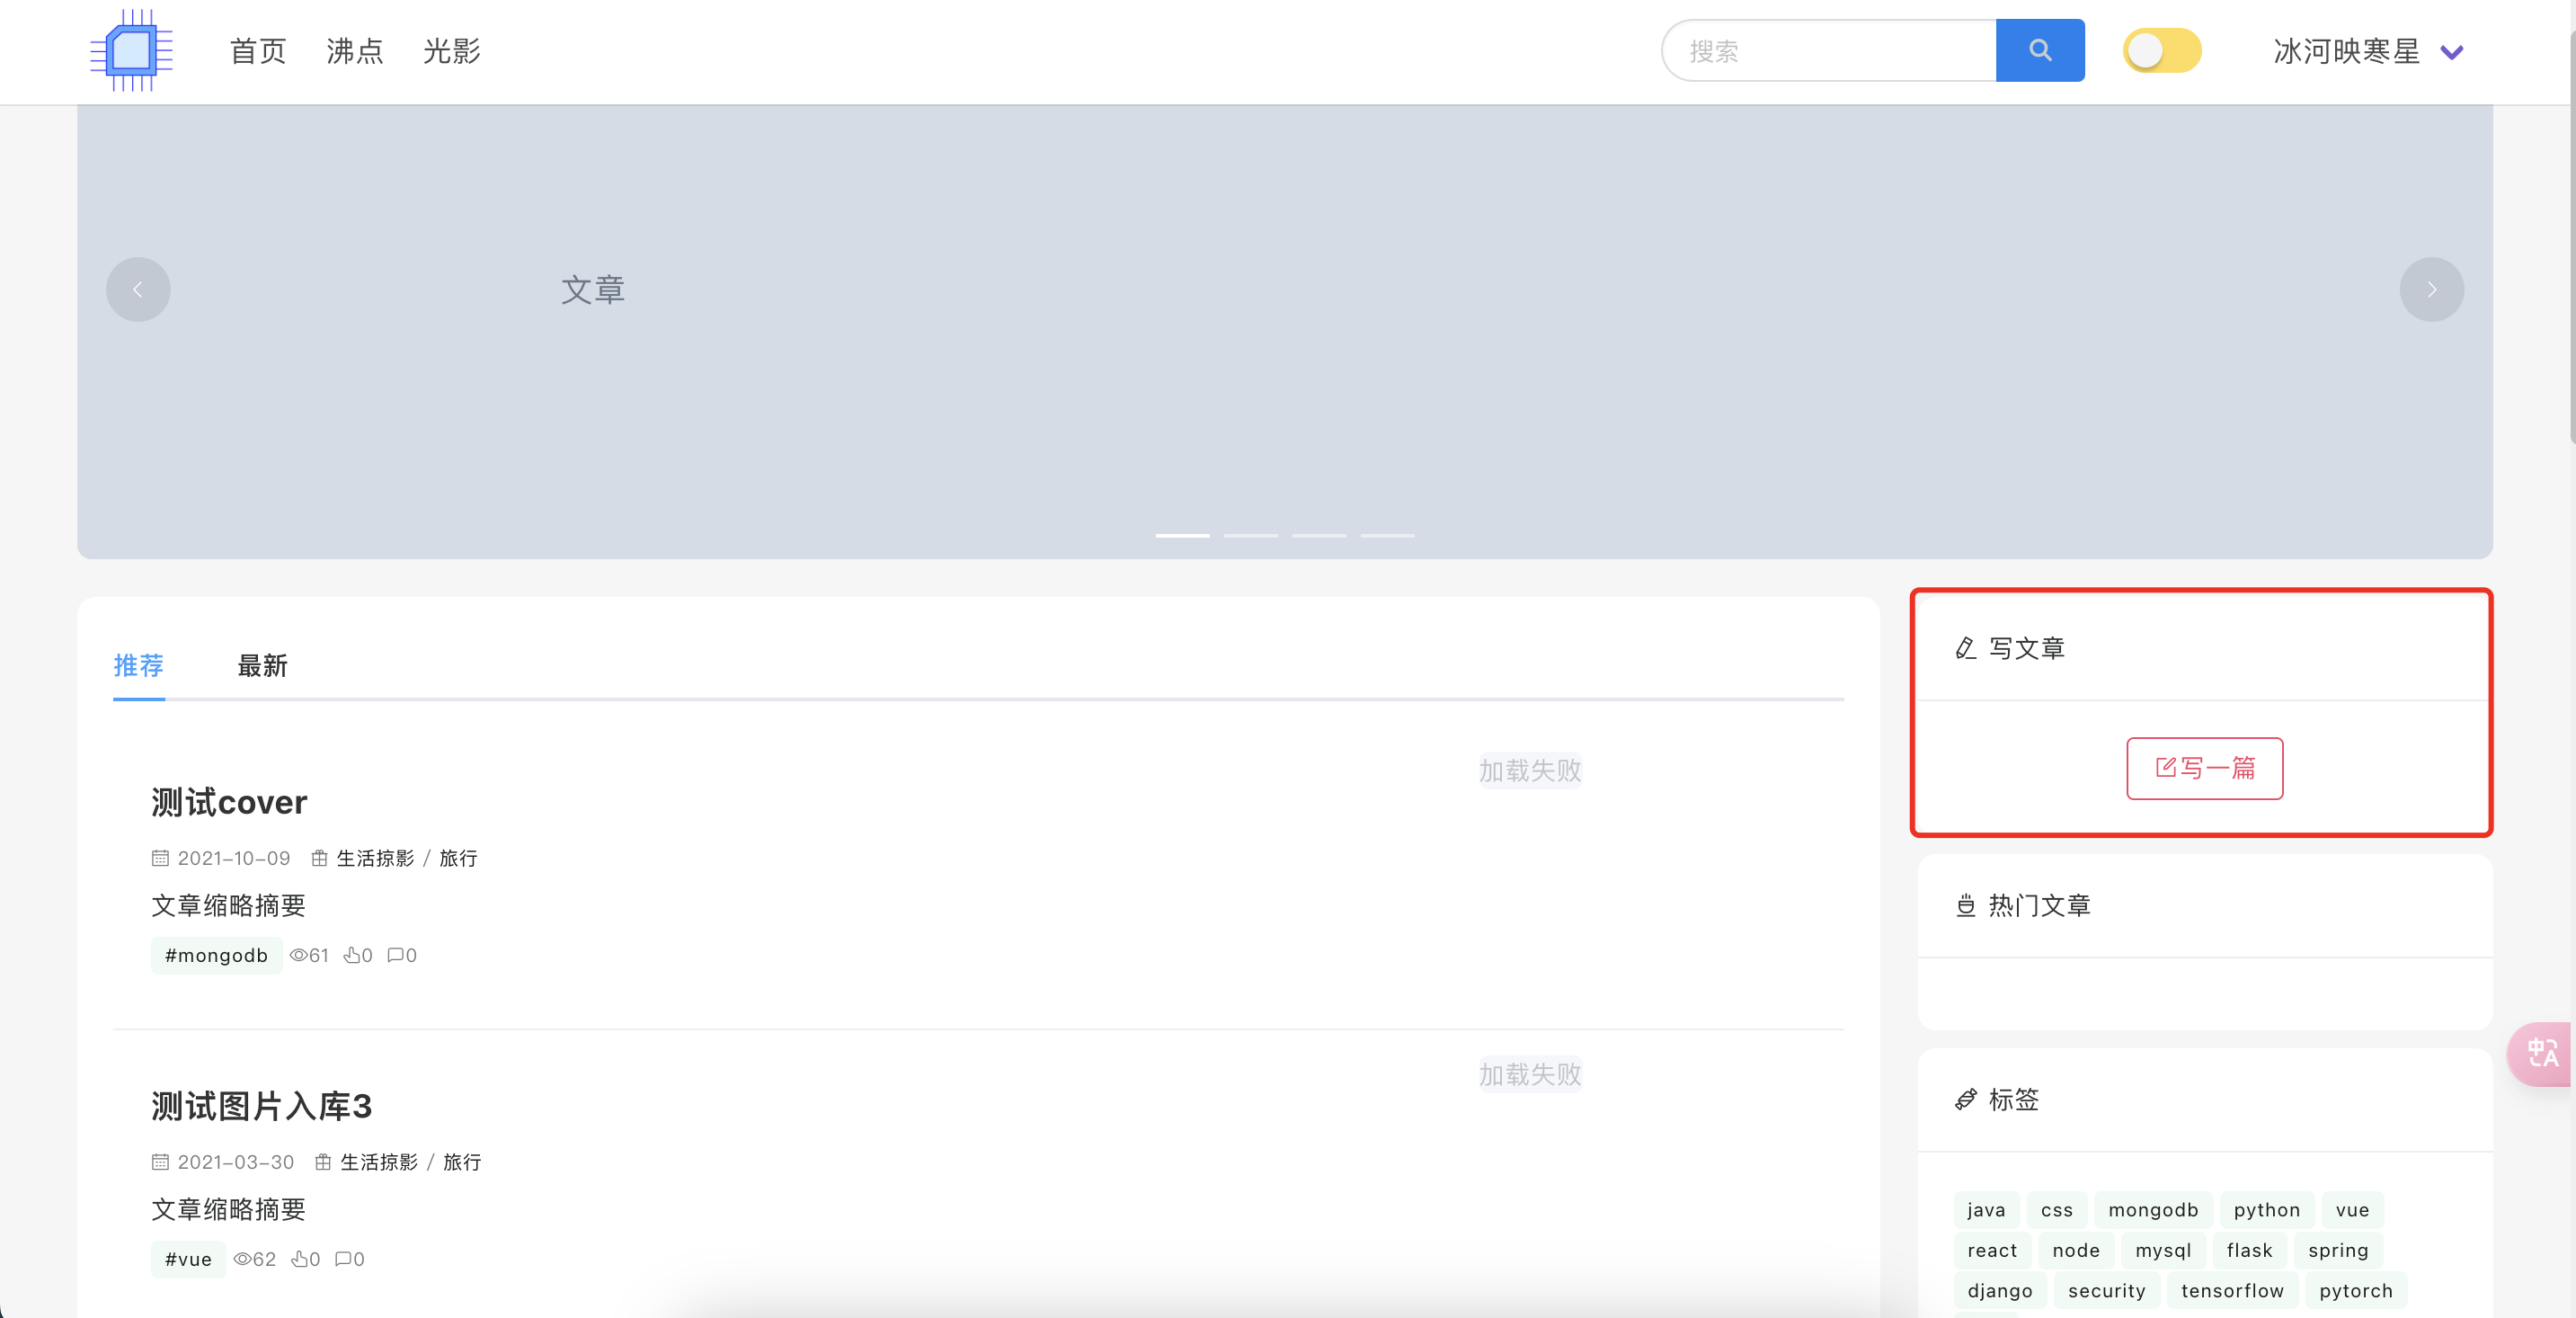 首页 沸点 光影 搜索 冰河映寒星
文章
推荐 最新
测试cover
加载失败
2021-10-09 生活掠影 / 旅行
文章缩略摘要
#mongodb 61 0 0
测试图片入库3
加载失败
2021-03-30 生活掠影 / 旅行
文章缩略摘要
#vue 62 0 0
写文章
写一篇
热门文章
标签
java css mongodb python vue
react node mysql flask spring
django security tensorflow pytorch
中A